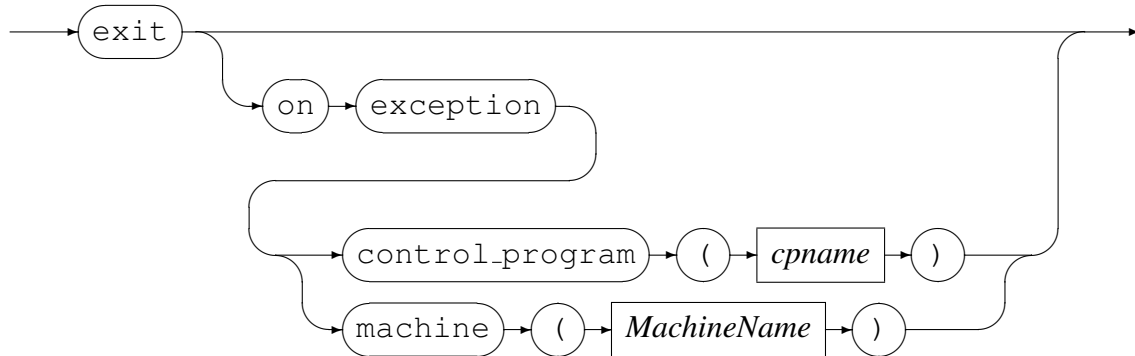 exit
on exception
control_program ( cpname )
machine ( MachineName )